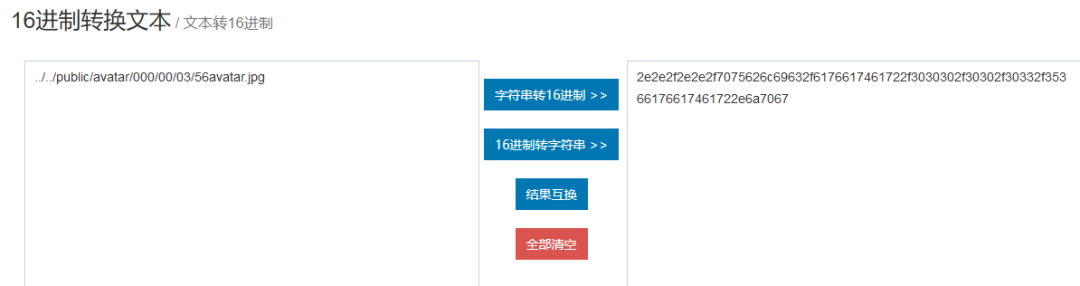 16进制转换文本 / 文本转16进制
../../public/avatar/000/00/03/56avatar.jpg
字符串转16进制 >>
16进制转字符串 >>
结果互换
全部清空
2e2e2f2e2e2f7075626c69632f6176617461722f3030302f30302f30332f353
66176617461722e6a7067